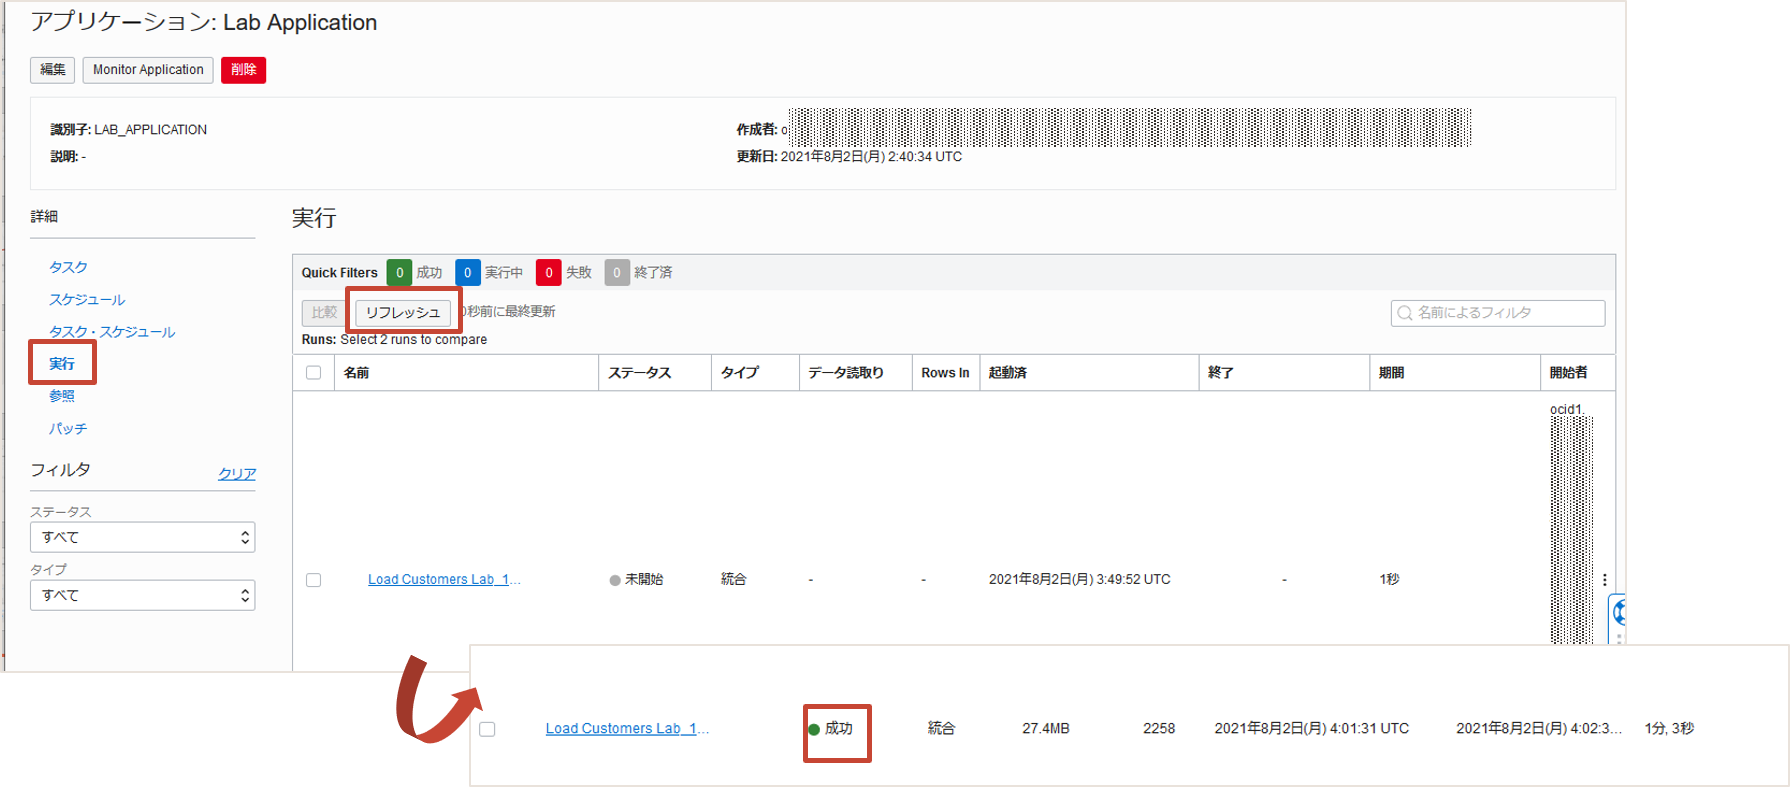 アプリケーション: Lab Application
編集 Monitor Application 削除
識別子: LAB_APPLICATION
説明: -
作成者: o
更新日: 2021年8月2日(月) 2:40:34 UTC
詳細
タスク
スケジュール
タスク・スケジュール
実行
参照
パッチ
フィルタ クリア
ステータス
すべて
タイプ
すべて
実行
Quick Filters 0 成功 0 実行中 0 失敗 0 終了済
比較 リフレッシュ 0秒前に最終更新 名前によるフィルタ
Runs: Select 2 runs to compare
名前 ステータス タイプ データ読取り Rows In 起動済 終了 期間 開始者
ocid1.
Load Customers Lab_1... 未開始 統合 - - 2021年8月2日(月) 3:49:52 UTC - 1秒
Load Customers Lab_1... 成功 統合 27.4MB 2258 2021年8月2日(月) 4:01:31 UTC 2021年8月2日(月) 4:02:3... 1分, 3秒